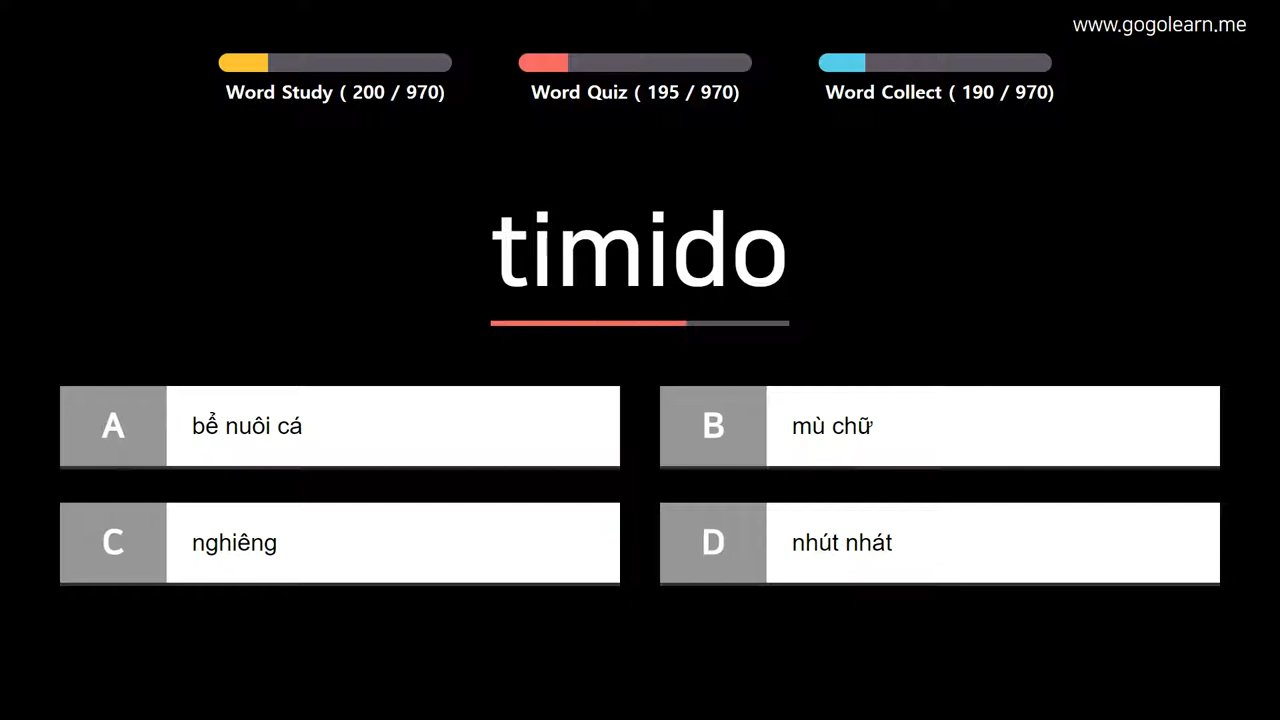 www.gogolearn.me
Word Study ( 200 / 970)
Word Quiz ( 195 / 970)
Word Collect ( 190 / 970)
timido
A bể nuôi cá
B mù chữ
C nghiêng
D nhút nhát